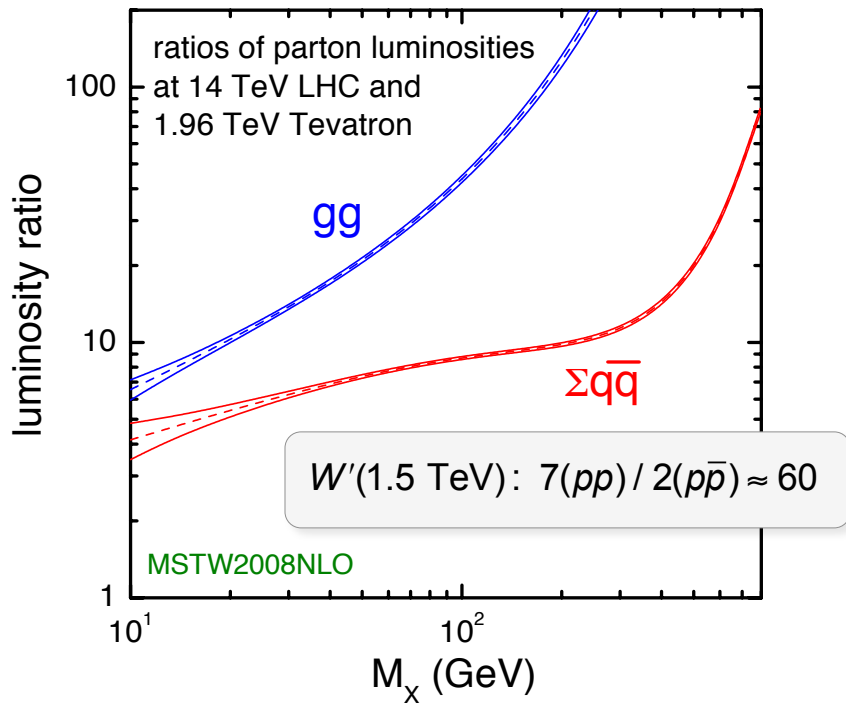 ratios of parton luminosities
at 14 TeV LHC and
1.96 TeV Tevatron
100
gg
luminosity ratio
10
Σqq̅
W′(1.5 TeV) : 7(pp) / 2(pp̅) ≈ 60
MSTW2008NLO
1
10¹
10²
Mₓ (GeV)